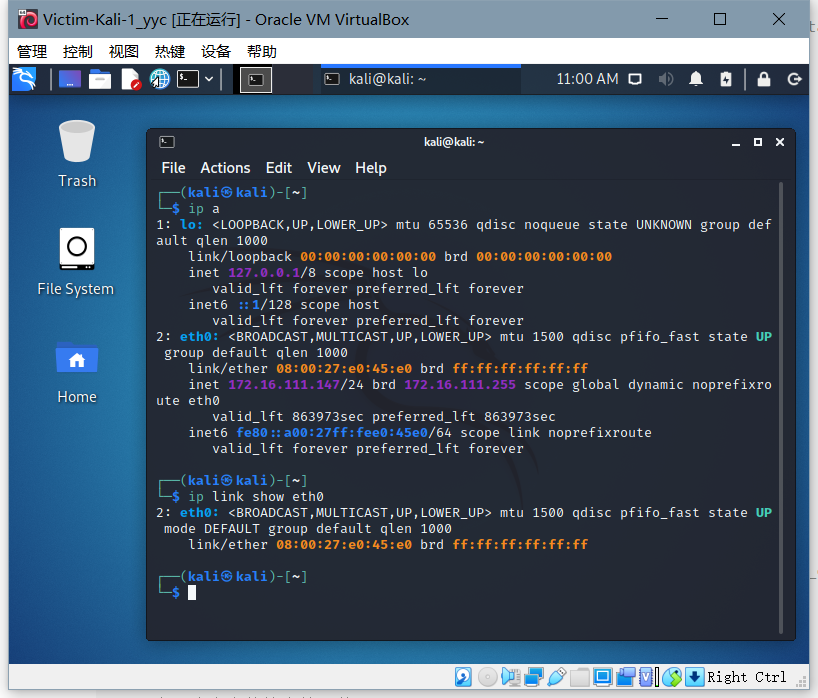 Victim-Kali-1_yyc [正在运行] - Oracle VM VirtualBox
管理 控制 视图 热键 设备 帮助
kali@kali: ~
11:00 AM
Trash
File System
Home
kali@kali: ~
File Actions Edit View Help
┌──(kali㉿kali)-[~]
└─$ ip a
1: lo: <LOOPBACK,UP,LOWER_UP> mtu 65536 qdisc noqueue state UNKNOWN group def
ault qlen 1000
link/loopback 00:00:00:00:00:00 brd 00:00:00:00:00:00
inet 127.0.0.1/8 scope host lo
valid_lft forever preferred_lft forever
inet6 ::1/128 scope host
valid_lft forever preferred_lft forever
2: eth0: <BROADCAST,MULTICAST,UP,LOWER_UP> mtu 1500 qdisc pfifo_fast state UP
group default qlen 1000
link/ether 08:00:27:e0:45:e0 brd ff:ff:ff:ff:ff:ff
inet 172.16.111.147/24 brd 172.16.111.255 scope global dynamic noprefixro
ute eth0
valid_lft 863973sec preferred_lft 863973sec
inet6 fe80::a00:27ff:fee0:45e0/64 scope link noprefixroute
valid_lft forever preferred_lft forever
┌──(kali㉿kali)-[~]
└─$ ip link show eth0
2: eth0: <BROADCAST,MULTICAST,UP,LOWER_UP> mtu 1500 qdisc pfifo_fast state UP
mode DEFAULT group default qlen 1000
link/ether 08:00:27:e0:45:e0 brd ff:ff:ff:ff:ff:ff
┌──(kali㉿kali)-[~]
└─$
Right Ctrl